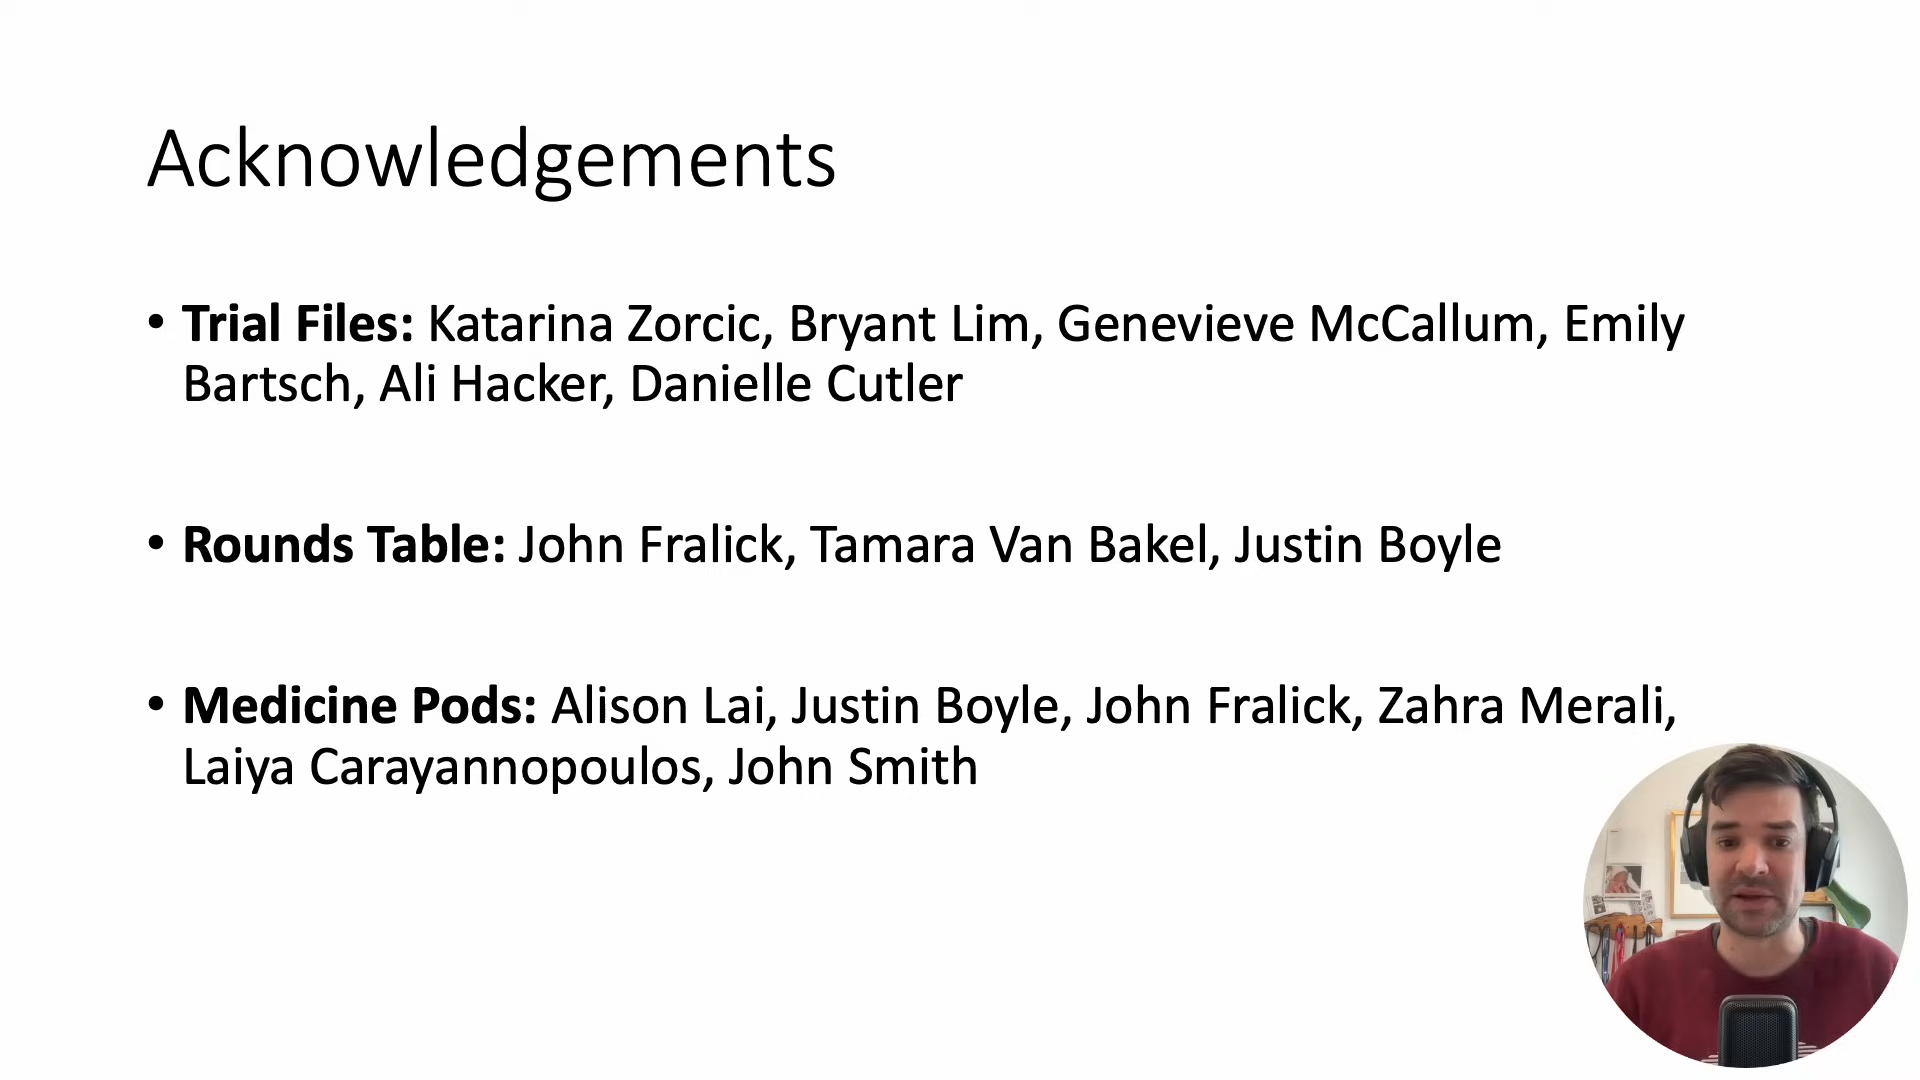 Acknowledgements
• Trial Files: Katarina Zorcic, Bryant Lim, Genevieve McCallum, Emily
Bartsch, Ali Hacker, Danielle Cutler
• Rounds Table: John Fralick, Tamara Van Bakel, Justin Boyle
• Medicine Pods: Alison Lai, Justin Boyle, John Fralick, Zahra Merali,
Laiya Carayannopoulos, John Smith